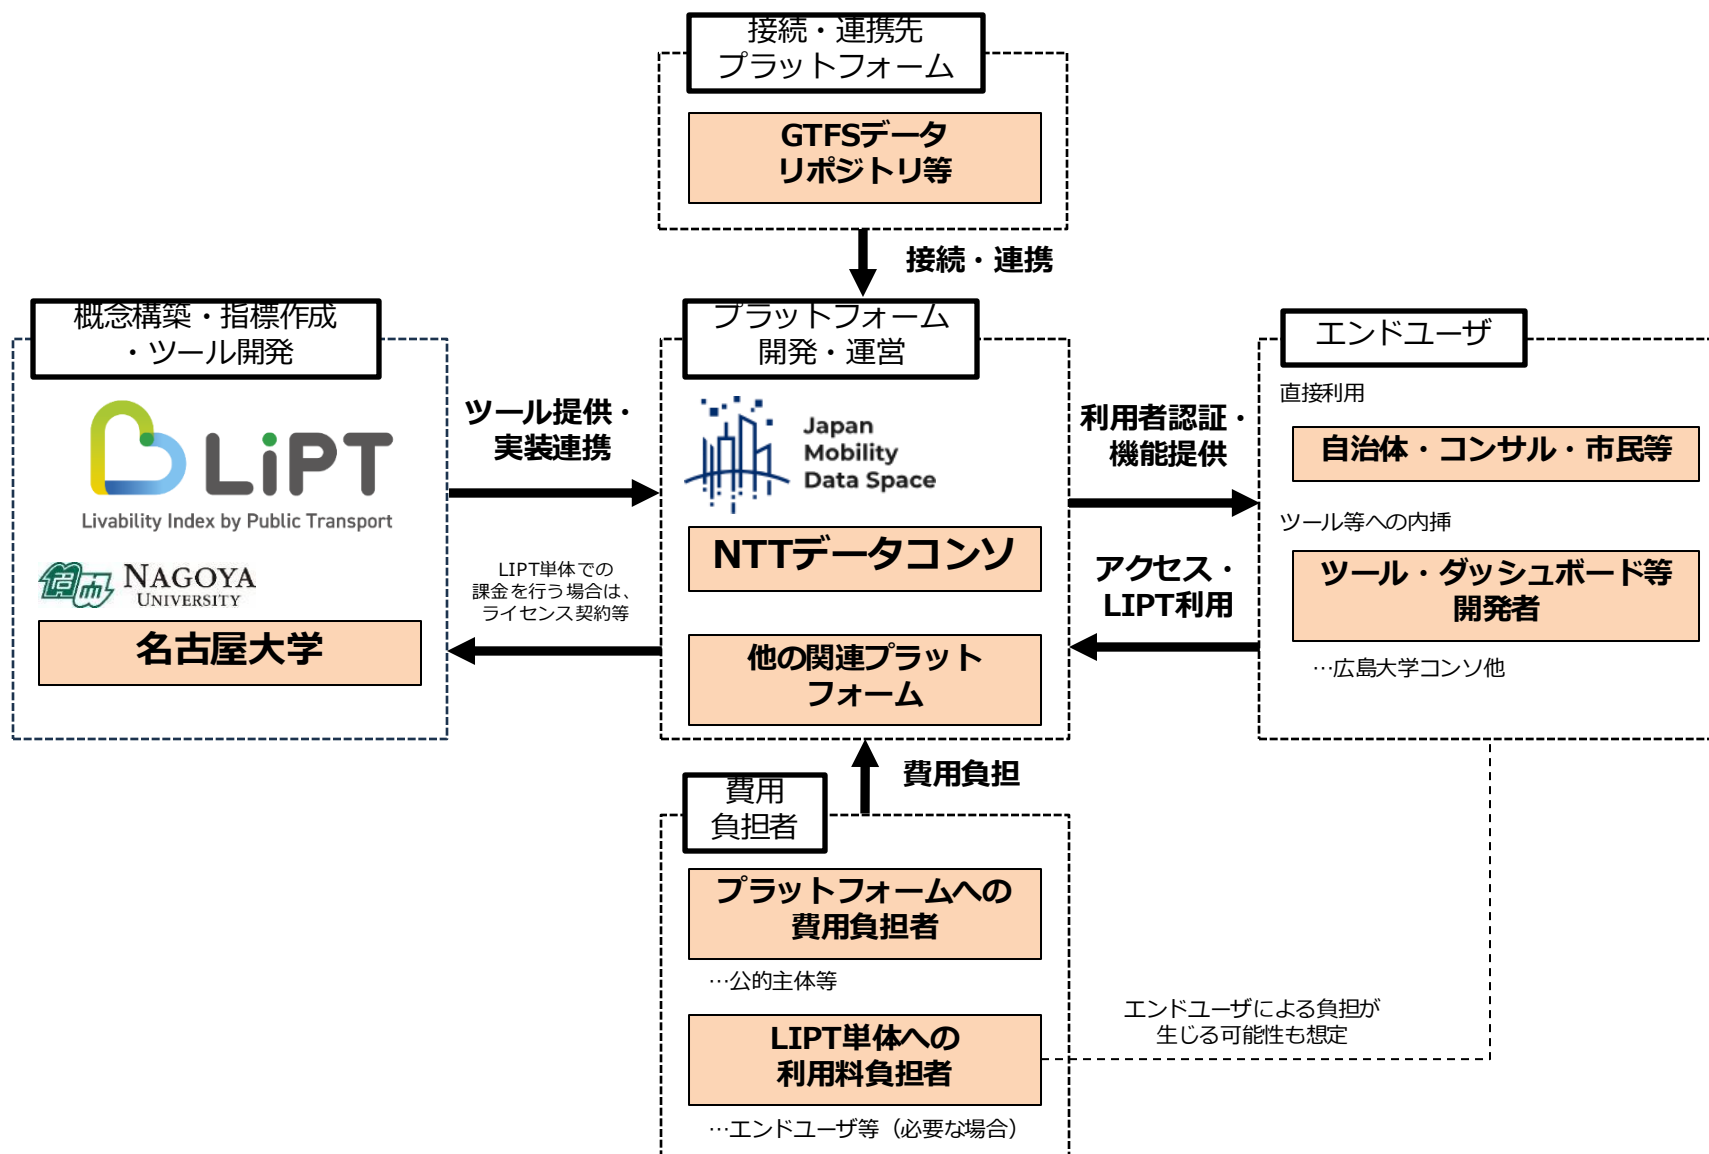 接続・連携先
プラットフォーム
GTFSデータ
リポジトリ等
接続・連携
概念構築・指標作成
・ツール開発
LiPT
Livability Index by Public Transport
名大
NAGOYA
UNIVERSITY
名古屋大学
ツール提供・
実装連携
LIPT単体での
課金を行う場合は、
ライセンス契約等
プラットフォーム
開発・運営
Japan
Mobility
Data Space
NTTデータコンソ
他の関連プラット
フォーム
利用者認証・
機能提供
アクセス・
LIPT利用
エンドユーザ
直接利用
自治体・コンサル・市民等
ツール等への内挿
ツール・ダッシュボード等
開発者
…広島大学コンソ他
費用負担
費用
負担者
プラットフォームへの
費用負担者
…公的主体等
LIPT単体への
利用料負担者
…エンドユーザ等（必要な場合）
エンドユーザによる負担が
生じる可能性も想定